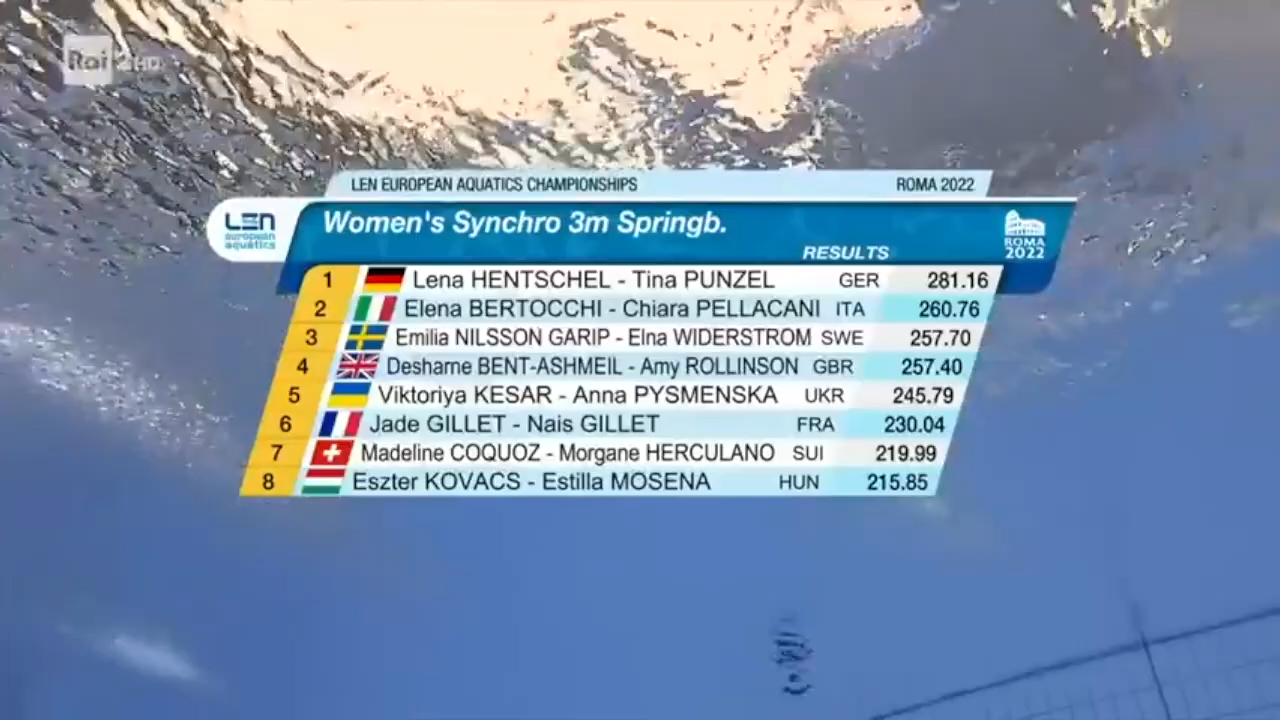 Rai 2HD
LEN EUROPEAN AQUATICS CHAMPIONSHIPS ROMA 2022
LEN
european
aquatics
Women's Synchro 3m Springb.
RESULTS
ROMA
2022
1 Lena HENTSCHEL - Tina PUNZEL GER 281.16
2 Elena BERTOCCHI - Chiara PELLACANI ITA 260.76
3 Emilia NILSSON GARIP - Elna WIDERSTROM SWE 257.70
4 Desharne BENT-ASHMEIL - Amy ROLLINSON GBR 257.40
5 Viktoriya KESAR - Anna PYSMENSKA UKR 245.79
6 Jade GILLET - Nais GILLET FRA 230.04
7 Madeline COQUOZ - Morgane HERCULANO SUI 219.99
8 Eszter KOVACS - Estilla MOSENA HUN 215.85